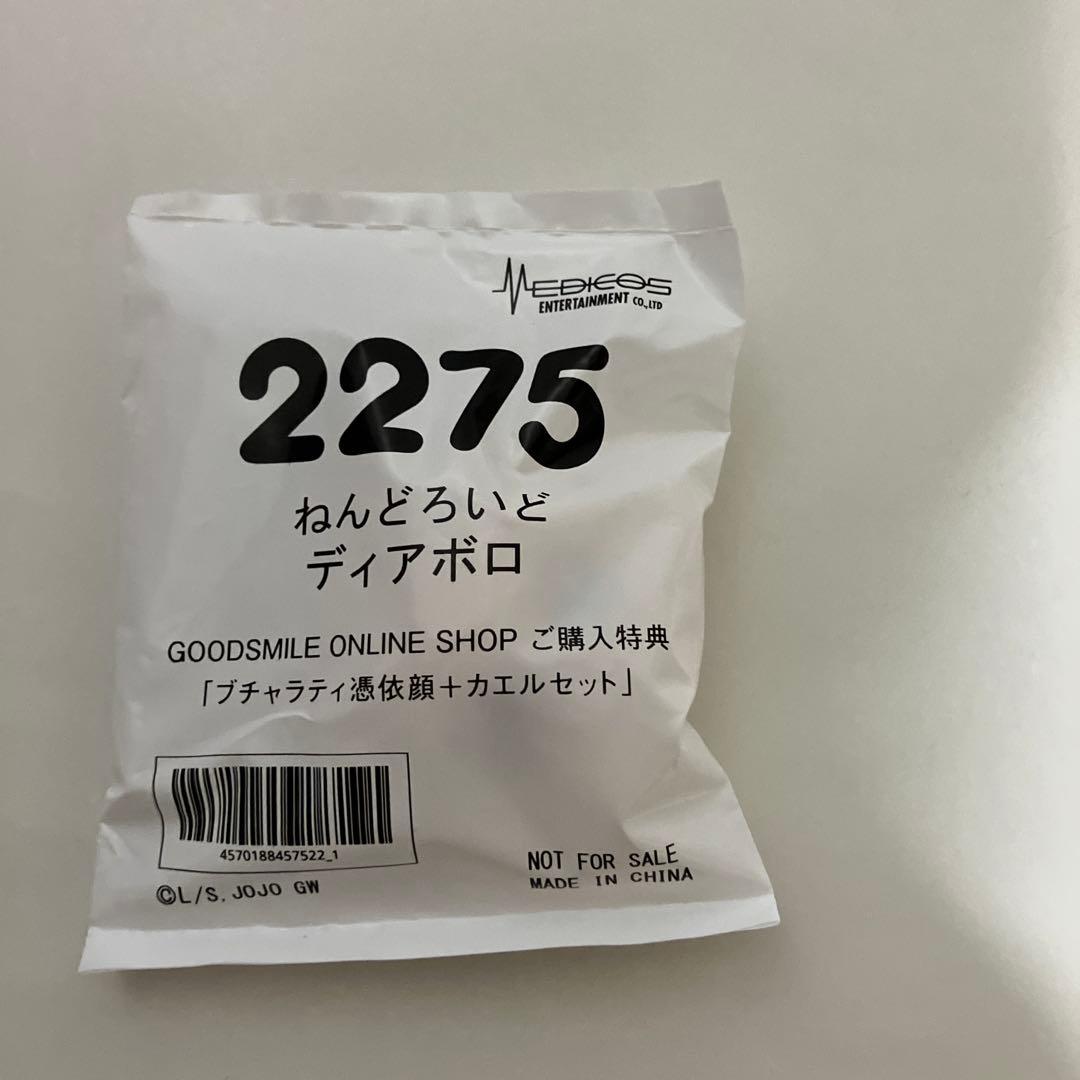 MEDICOS
ENTERTAINMENT CO.,LTD
2275
ねんどろいど
ディアボロ
GOODSMILE ONLINE SHOP ご購入特典
「ブチャラティ憑依顔＋カエルセット」
4570188457522_1
©L/S, JOJO GW
NOT FOR SALE
MADE IN CHINA